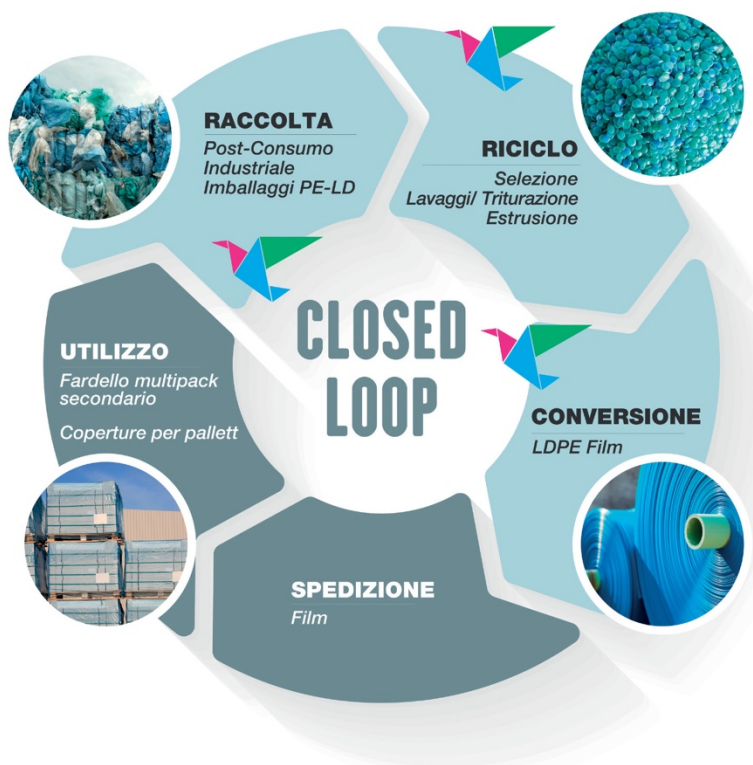 RACCOLTA
Post-Consumo
Industriale
Imballaggi PE-LD
RICICLO
Selezione
Lavaggi/ Triturazione
Estrusione
CONVERSIONE
LDPE Film
SPEDIZIONE
Film
UTILIZZO
Fardello multipack
secondario
Coperture per pallett
CLOSED
LOOP